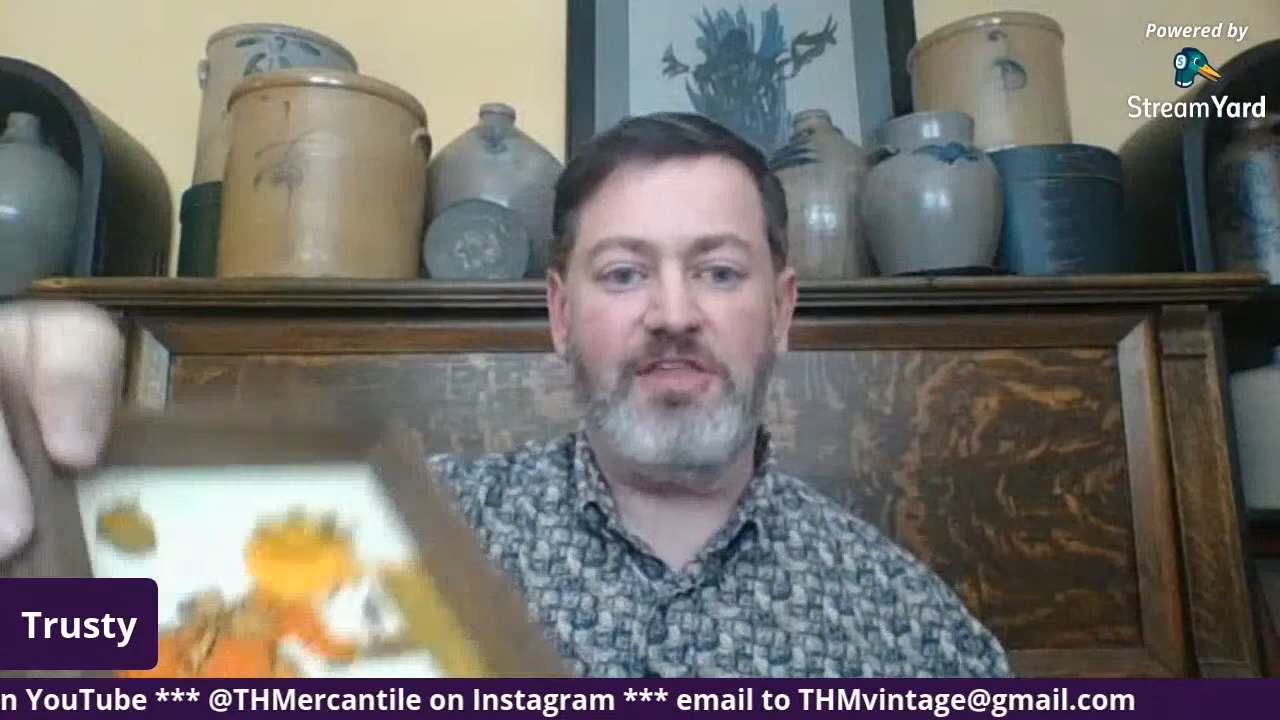 Powered by
StreamYard
Trusty
n YouTube *** @THMercantile on Instagram *** email to THMvintage@gmail.com